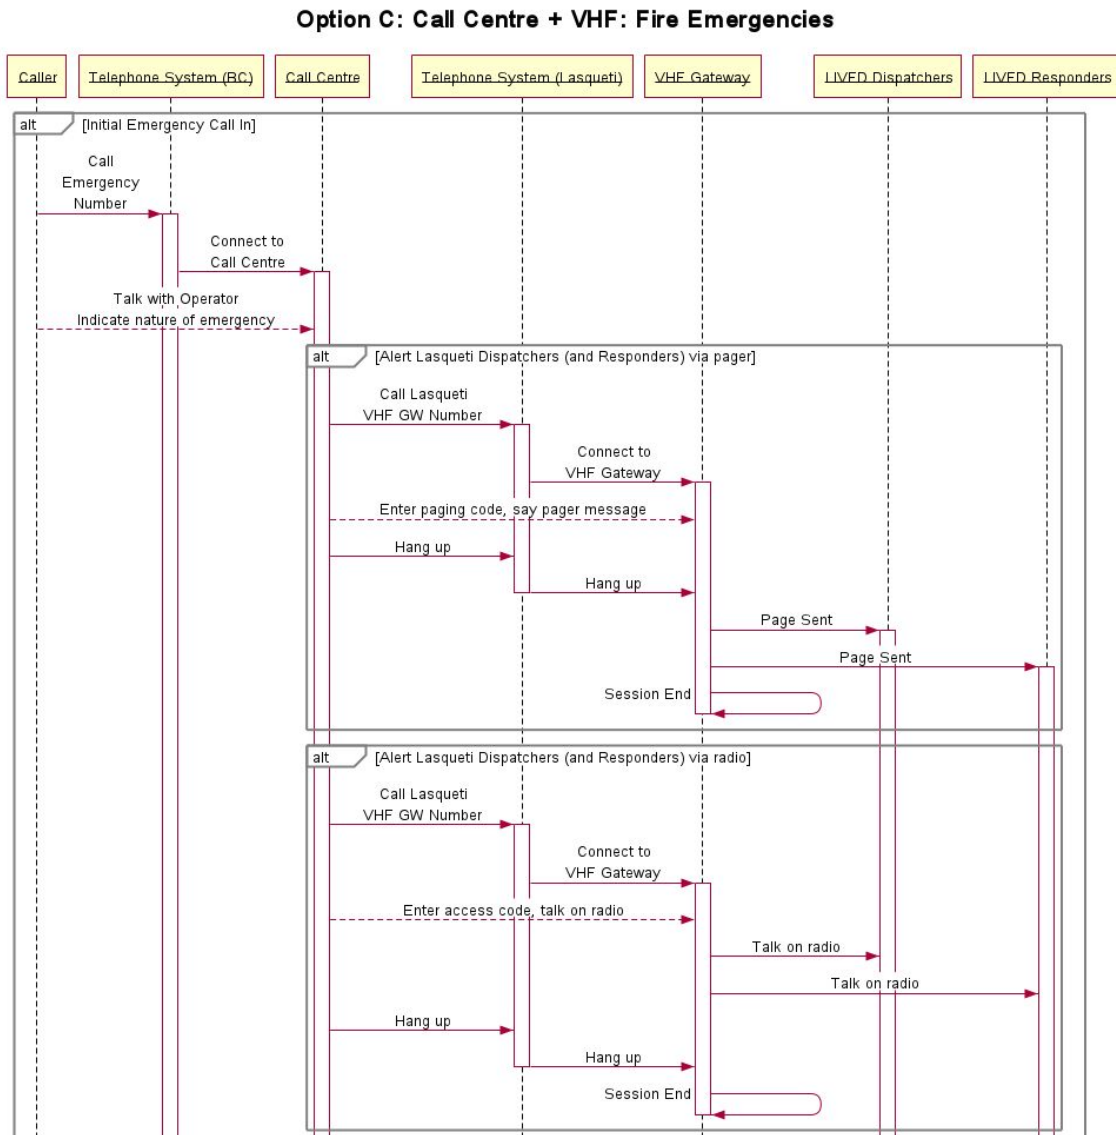 Option C: Call Centre + VHF: Fire Emergencies
Caller
Telephone System (BC)
Call Centre
Telephone System (Lasqueti)
VHF Gateway
LIVFD Dispatchers
LIVFD Responders
alt
[Initial Emergency Call In]
Call
Emergency
Number
Connect to
Call Centre
Talk with Operator
Indicate nature of emergency
alt
[Alert Lasqueti Dispatchers (and Responders) via pager]
Call Lasqueti
VHF GW Number
Connect to
VHF Gateway
Enter paging code, say pager message
Hang up
Hang up
Page Sent
Page Sent
Session End
alt
[Alert Lasqueti Dispatchers (and Responders) via radio]
Call Lasqueti
VHF GW Number
Connect to
VHF Gateway
Enter access code, talk on radio
Talk on radio
Talk on radio
Hang up
Hang up
Session End